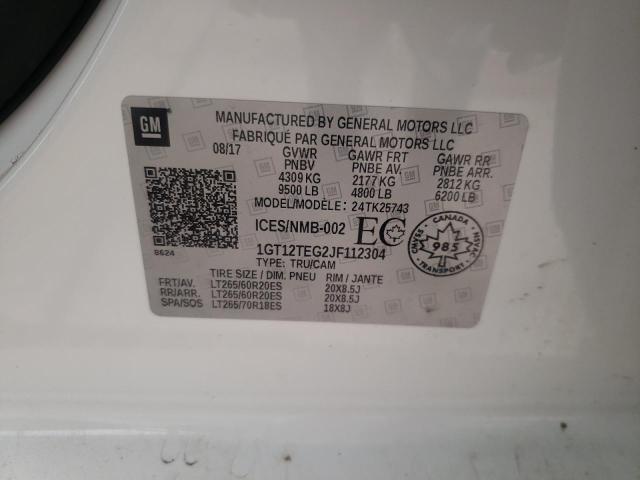 GM
MANUFACTURED BY GENERAL MOTORS LLC
FABRIQUÉ PAR GENERAL MOTORS LLC
08/17 GVWR GAWR FRT GAWR RR
PNBV PNBE AV. PNBE ARR.
4309 KG 2177 KG 2812 KG
9500 LB 4800 LB 6200 LB
MODEL/MODÈLE: 24TK25743
ICES/NMB-002 EC
1GT12TEG2JF112304
TYPE: TRU/CAM
8624
CANADA
NSVAC
985
TRANSPORT
TIRE SIZE / DIM. PNEU RIM / JANTE
FRT/AV. LT265/60R20ES 20X8.5J
RR/ARR. LT265/60R20ES 20X8.5J
SPA/SOS LT265/70R18ES 18X8J